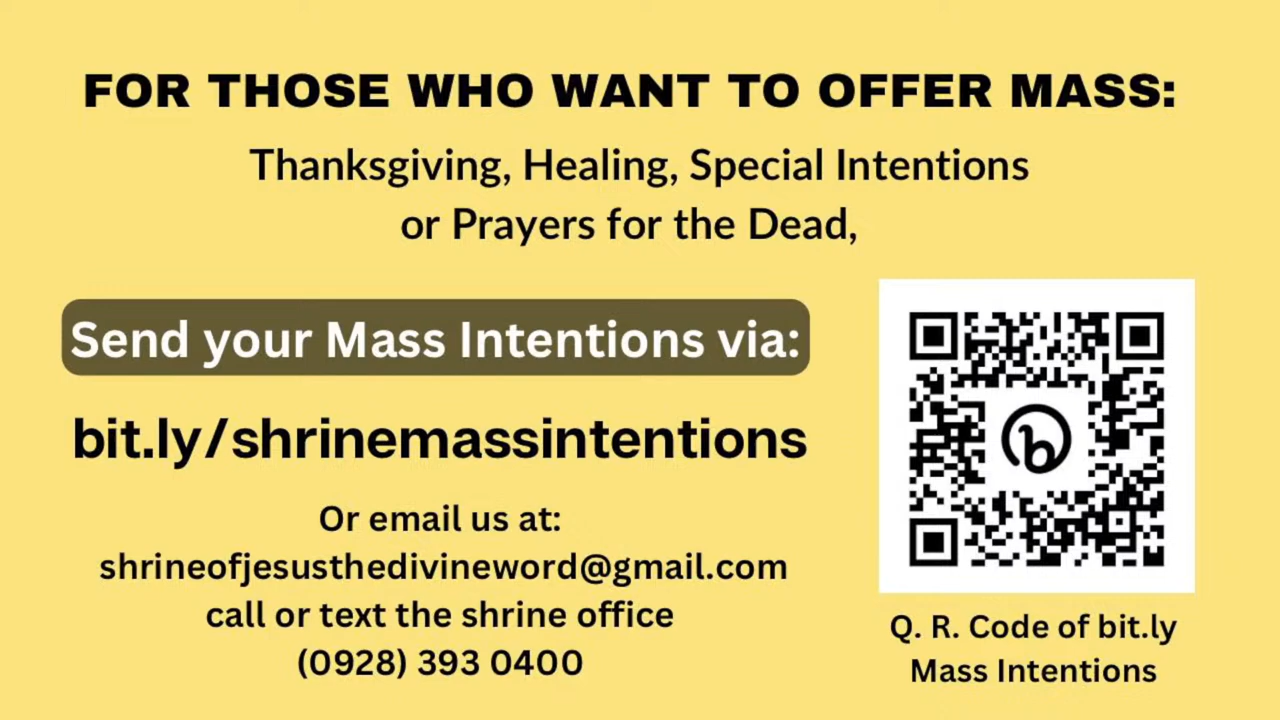 FOR THOSE WHO WANT TO OFFER MASS:
Thanksgiving, Healing, Special Intentions
or Prayers for the Dead,
Send your Mass Intentions via:
bit.ly/shrinemassintentions
Or email us at:
shrineofjesusthedivineword@gmail.com
call or text the shrine office
(0928) 393 0400
b
Q. R. Code of bit.ly
Mass Intentions